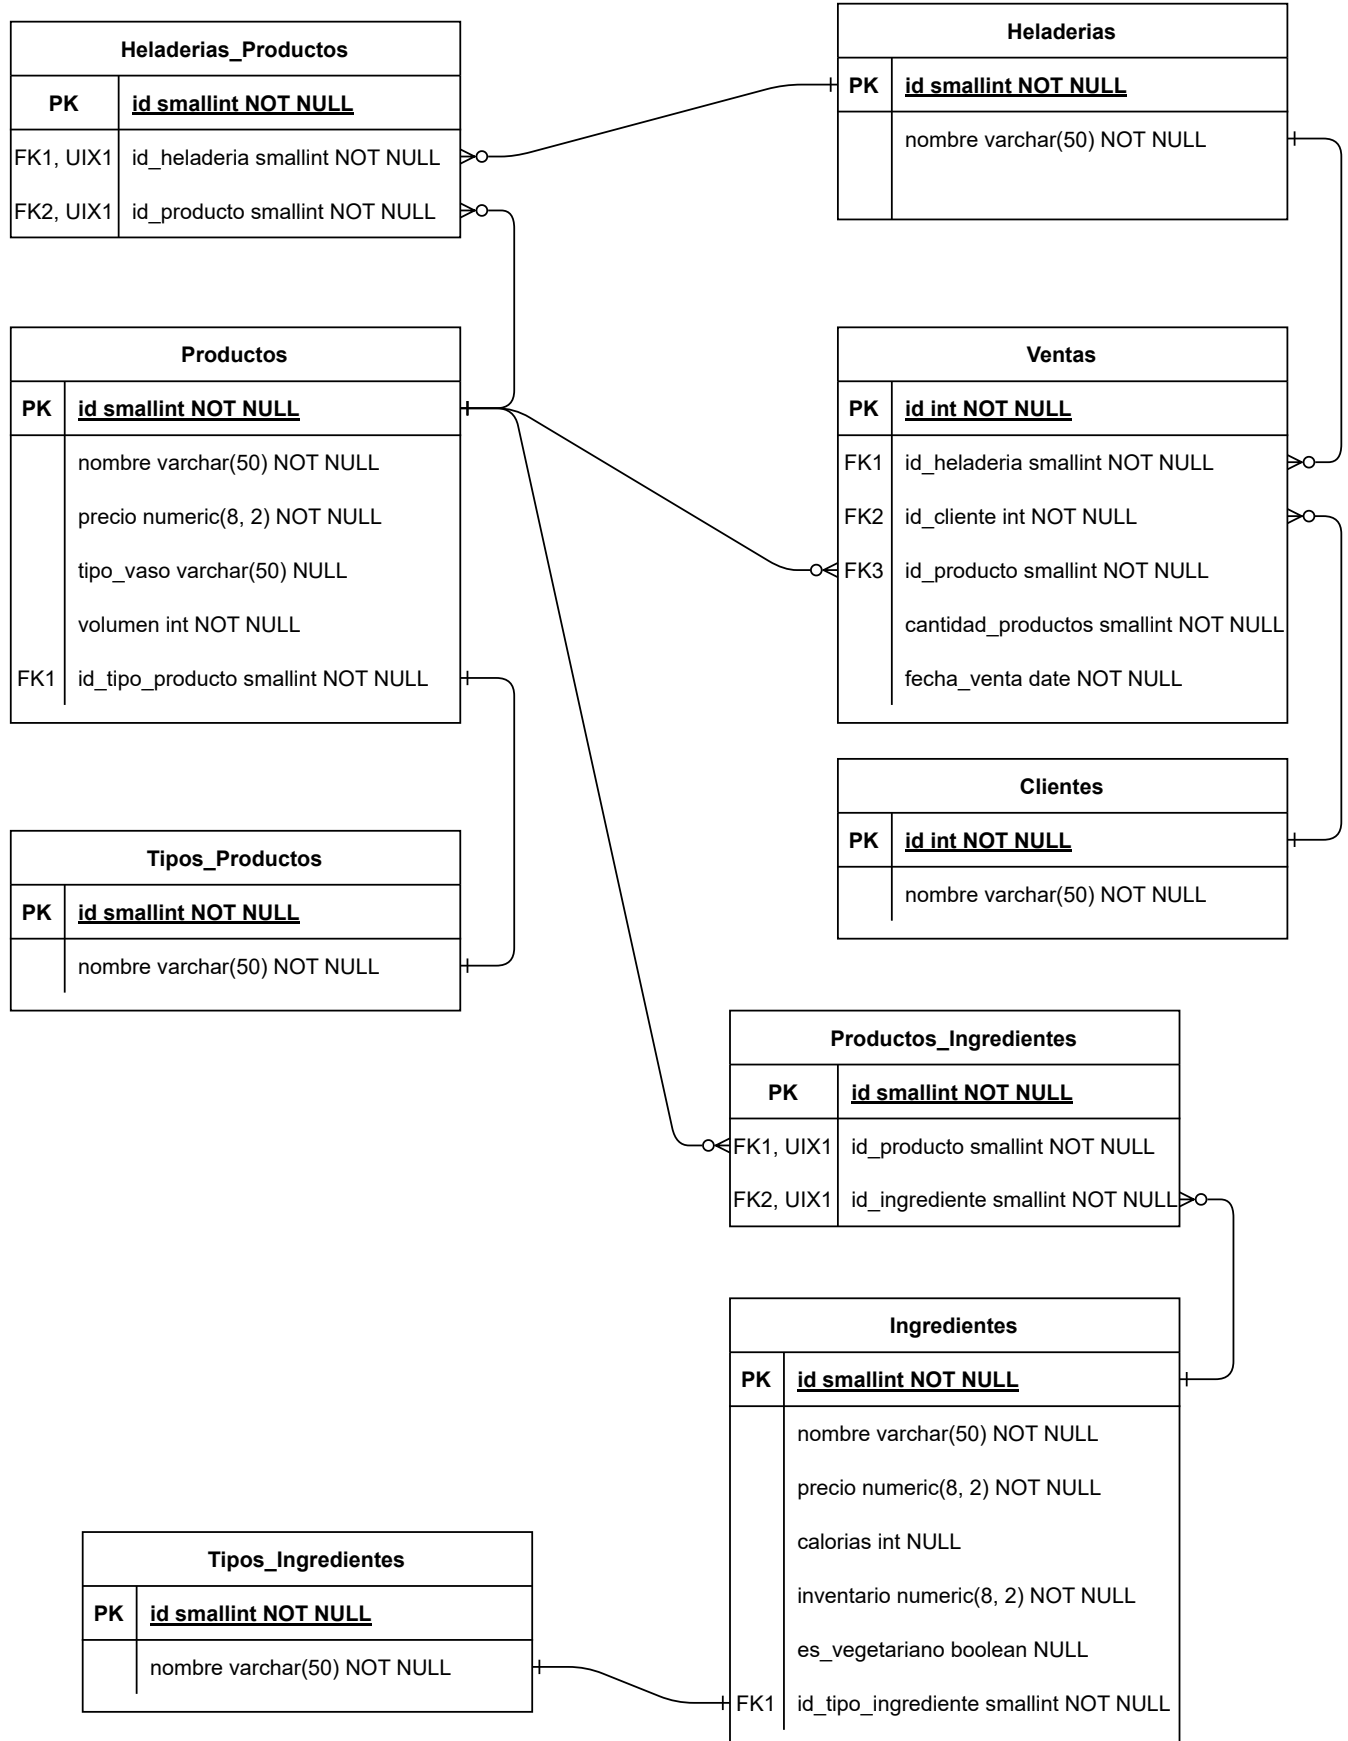 Heladerias_Productos
PK id smallint NOT NULL
FK1, UIX1 id_heladeria smallint NOT NULL
FK2, UIX1 id_producto smallint NOT NULL
Heladerias
PK id smallint NOT NULL
nombre varchar(50) NOT NULL
Productos
PK id smallint NOT NULL
nombre varchar(50) NOT NULL
precio numeric(8, 2) NOT NULL
tipo_vaso varchar(50) NULL
volumen int NOT NULL
FK1 id_tipo_producto smallint NOT NULL
Ventas
PK id int NOT NULL
FK1 id_heladeria smallint NOT NULL
FK2 id_cliente int NOT NULL
FK3 id_producto smallint NOT NULL
cantidad_productos smallint NOT NULL
fecha_venta date NOT NULL
Clientes
PK id int NOT NULL
nombre varchar(50) NOT NULL
Tipos_Productos
PK id smallint NOT NULL
nombre varchar(50) NOT NULL
Productos_Ingredientes
PK id smallint NOT NULL
FK1, UIX1 id_producto smallint NOT NULL
FK2, UIX1 id_ingrediente smallint NOT NULL
Ingredientes
PK id smallint NOT NULL
nombre varchar(50) NOT NULL
precio numeric(8, 2) NOT NULL
calorias int NULL
inventario numeric(8, 2) NOT NULL
es_vegetariano boolean NULL
FK1 id_tipo_ingrediente smallint NOT NULL
Tipos_Ingredientes
PK id smallint NOT NULL
nombre varchar(50) NOT NULL